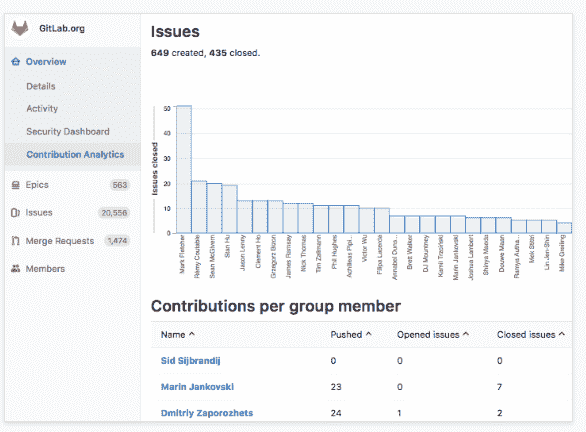 GitLab.org
Overview
Details
Activity
Security Dashboard
Contribution Analytics
Epics 563
Issues 20,556
Merge Requests 1,474
Members
Issues
649 created, 435 closed.
Issues closed
50
40
30
20
10
0
Mark Fletcher
Remy Coutable
Sean McGivern
Stan Hu
Jason Lenny
Clement Ho
Grzegorz Bizon
James Ramsay
Nick Thomas
Tim Zallmann
Phil Hughes
Achilleas Pipi...
Victor Wu
Filipa Lacerda
Annabel Duns...
Brett Walker
DJ Mountney
Kamil Trzciński
Marin Jankovski
Joshua Lambert
Shinya Maeda
Douwe Maan
Rémy
Mek Stittri
Lin Jen-Shin
Mike Greiling
Contributions per group member
Name Pushed Opened issues Closed issues
Sid Sijbrandij 0 0 0
Marin Jankovski 23 0 7
Dmitriy Zaporozhets 24 1 2